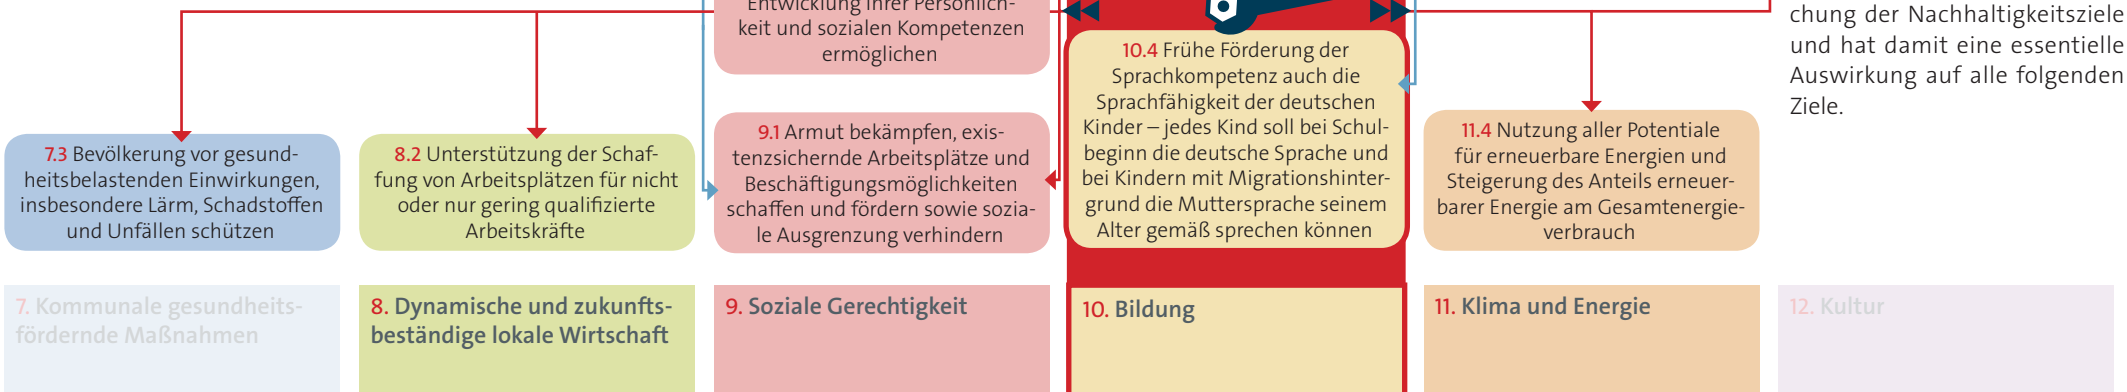 Entwicklung ihrer Persönlich-
keit und sozialen Kompetenzen
ermöglichen
chung der Nachhaltigkeitsziele
und hat damit eine essentielle
Auswirkung auf alle folgenden
Ziele.
7.3 Bevölkerung vor gesund-
heitsbelastenden Einwirkungen,
insbesondere Lärm, Schadstoffen
und Unfällen schützen
8.2 Unterstützung der Schaf-
fung von Arbeitsplätzen für nicht
oder nur gering qualifizierte
Arbeitskräfte
9.1 Armut bekämpfen, exis-
tenzsichernde Arbeitsplätze und
Beschäftigungsmöglichkeiten
schaffen und fördern sowie sozia-
le Ausgrenzung verhindern
10.4 Frühe Förderung der
Sprachkompetenz auch die
Sprachfähigkeit der deutschen
Kinder – jedes Kind soll bei Schul-
beginn die deutsche Sprache und
bei Kindern mit Migrationshinter-
grund die Muttersprache seinem
Alter gemäß sprechen können
11.4 Nutzung aller Potentiale
für erneuerbare Energien und
Steigerung des Anteils erneuer-
barer Energie am Gesamtenergie-
verbrauch
7. Kommunale gesundheits-
fördernde Maßnahmen
8. Dynamische und zukunfts-
beständige lokale Wirtschaft
9. Soziale Gerechtigkeit
10. Bildung
11. Klima und Energie
12. Kultur